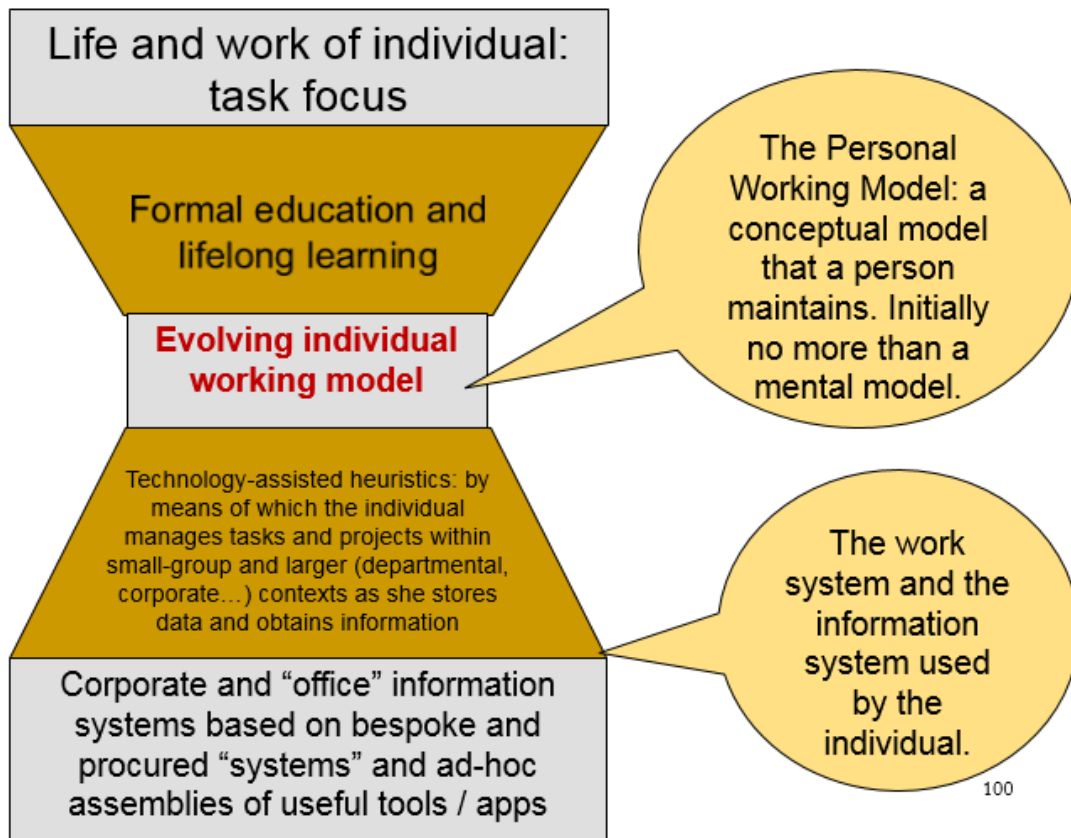 Life and work of individual:
task focus
Formal education and
lifelong learning
Evolving individual
working model
Technology-assisted heuristics: by
means of which the individual
manages tasks and projects within
small-group and larger (departmental,
corporate…) contexts as she stores
data and obtains information
Corporate and “office” information
systems based on bespoke and
procured “systems” and ad-hoc
assemblies of useful tools / apps
The Personal
Working Model: a
conceptual model
that a person
maintains. Initially
no more than a
mental model.
The work
system and the
information
system used
by the
individual.
100